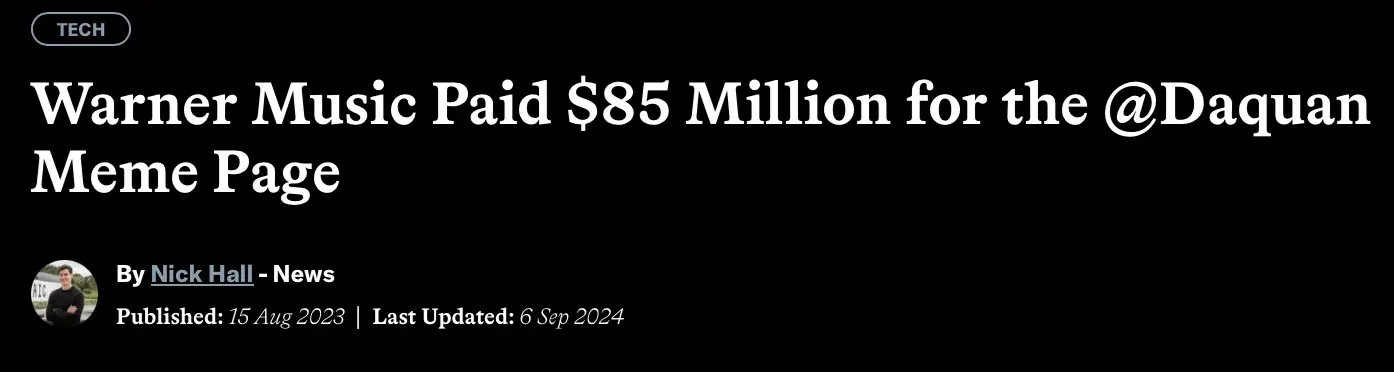 TECH
Warner Music Paid $85 Million for the @Daquan
Meme Page
By Nick Hall - News
Published: 15 Aug 2023 | Last Updated: 6 Sep 2024